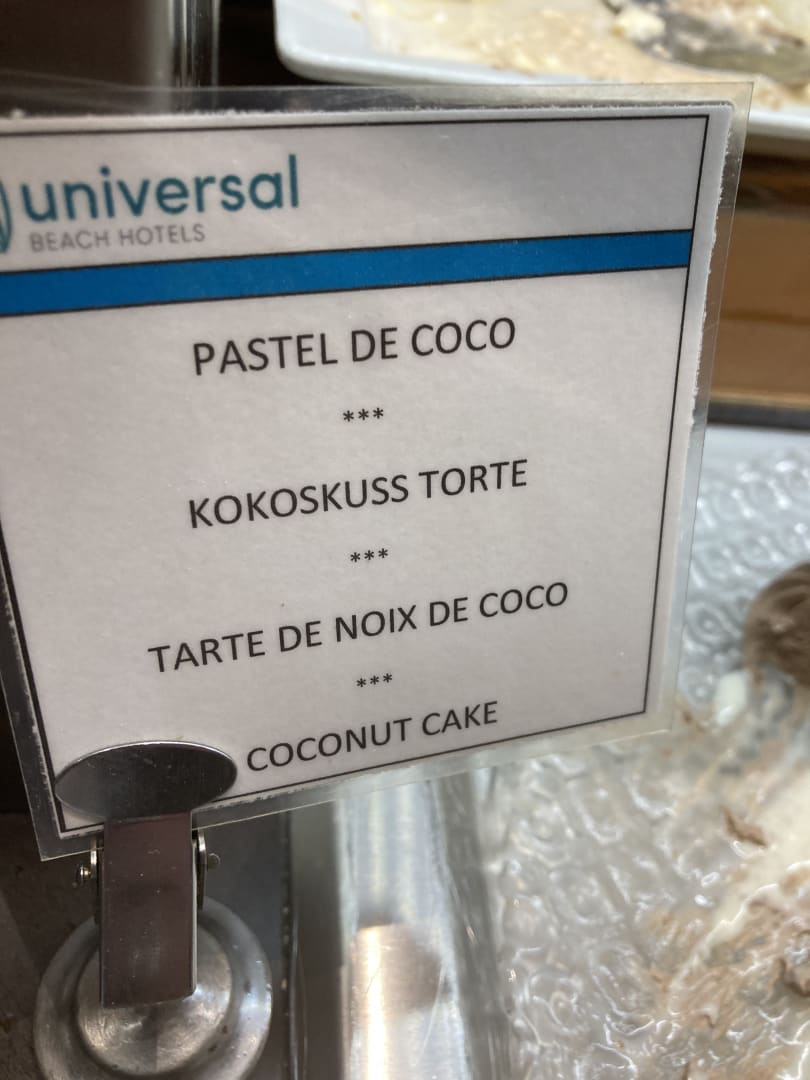 universal
BEACH HOTELS
PASTEL DE COCO
***
KOKOSKUSS TORTE
***
TARTE DE NOIX DE COCO
***
COCONUT CAKE